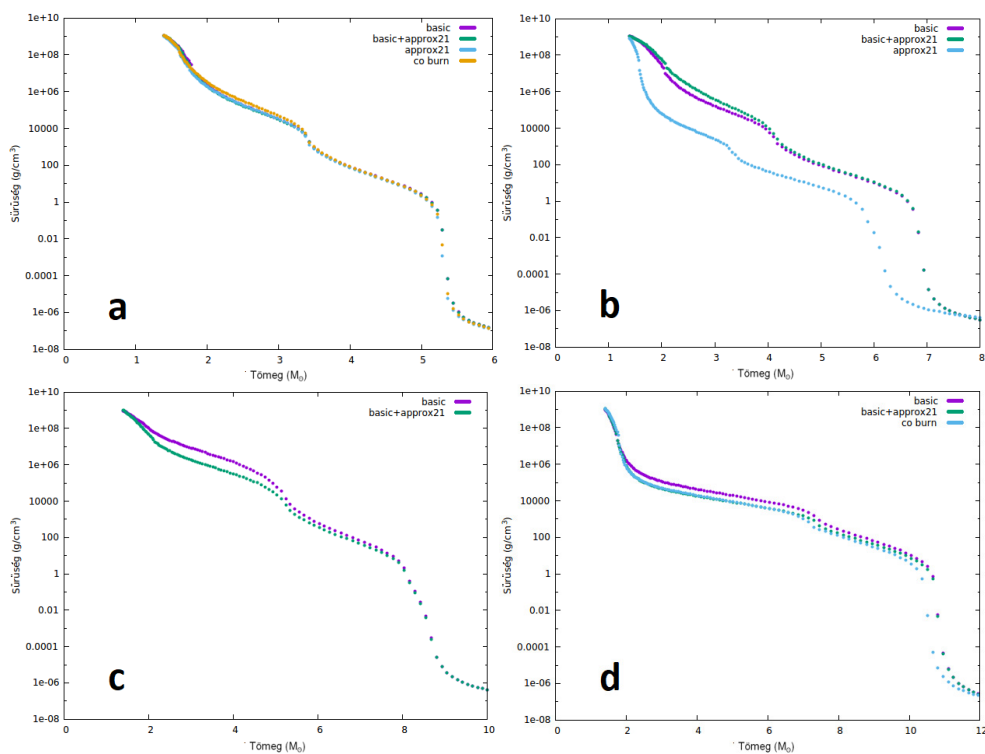 basic
basic+approx21
approx21
co burn
1e+10
1e+08
1e+06
10000
100
1
0.01
0.0001
1e-06
1e-08
Sűrűség (g/cm³)
a
0 1 2 3 4 5 6
Tömeg (M⊙)
basic
basic+approx21
approx21
1e+10
1e+08
1e+06
10000
100
1
0.01
0.0001
1e-06
1e-08
Sűrűség (g/cm³)
b
0 1 2 3 4 5 6 7 8
Tömeg (M⊙)
basic
basic+approx21
1e+10
1e+08
1e+06
10000
100
1
0.01
0.0001
1e-06
1e-08
Sűrűség (g/cm³)
c
0 2 4 6 8 10
Tömeg (M⊙)
basic
basic+approx21
co burn
1e+10
1e+08
1e+06
10000
100
1
0.01
0.0001
1e-06
1e-08
Sűrűség (g/cm³)
d
0 2 4 6 8 10 12
Tömeg (M⊙)